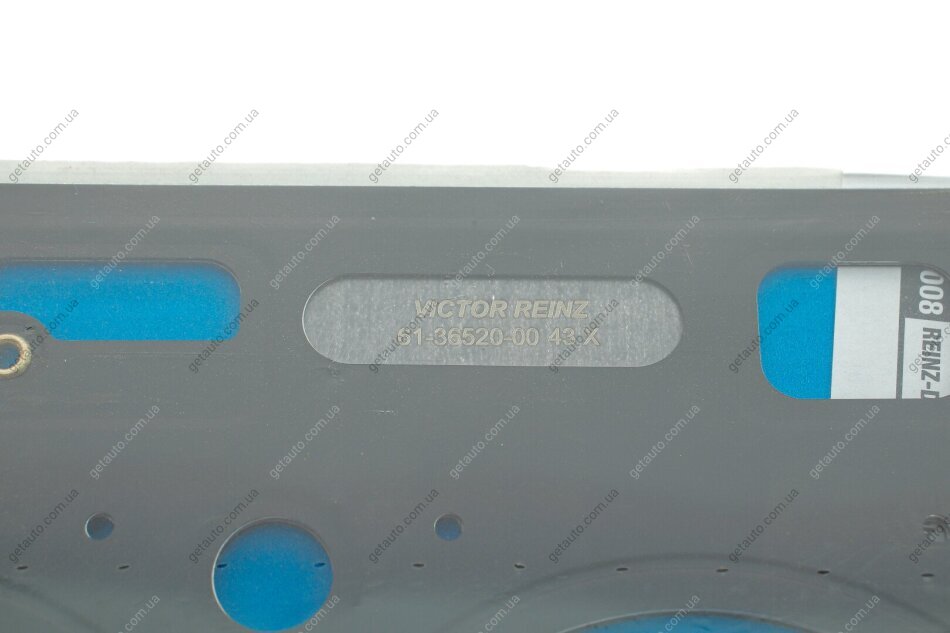 VICTOR REINZ
61-36520-00 43.X
008
REINZ-D
getauto.com.ua